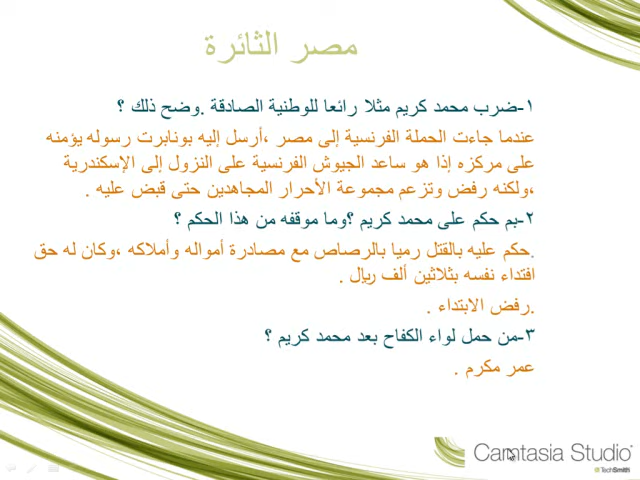 مصر الثائرة
١-ضرب محمد كريم مثلا رائعا للوطنية الصادقة .وضح ذلك ؟
عندما جاءت الحملة الفرنسية إلى مصر ،أرسل إليه بونابرت رسوله يؤمنه
على مركزه إذا هو ساعد الجيوش الفرنسية على النزول إلى الإسكندرية
،ولكنه رفض وتزعم مجموعة الأحرار المجاهدين حتى قبض عليه .
٢-بم حكم على محمد كريم ؟وما موقفه من هذا الحكم ؟
.حكم عليه بالقتل رميا بالرصاص مع مصادرة أمواله وأملاكه ،وكان له حق
افتداء نفسه بثلاثين ألف ريال .
.رفض الابتداء .
٣-من حمل لواء الكفاح بعد محمد كريم ؟
عمر مكرم .
Camtasia Studio
TechSmith